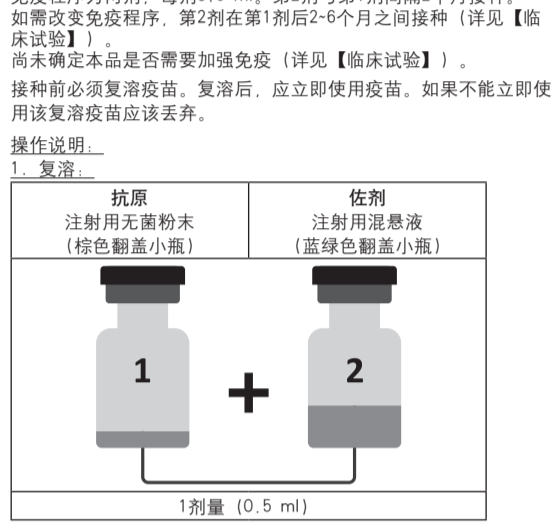 如需改变免疫程序，第2剂在第1剂后2~6个月之间接种（详见【临
床试验】）。
尚未确定本品是否需要加强免疫（详见【临床试验】）。
接种前必须复溶疫苗。复溶后，应立即使用疫苗。如果不能立即使
用该复溶疫苗应该丢弃。
操作说明：
1. 复溶：
抗原
注射用无菌粉末
（棕色翻盖小瓶）
佐剂
注射用混悬液
（蓝绿色翻盖小瓶）
1
2
1剂量（0.5 ml）